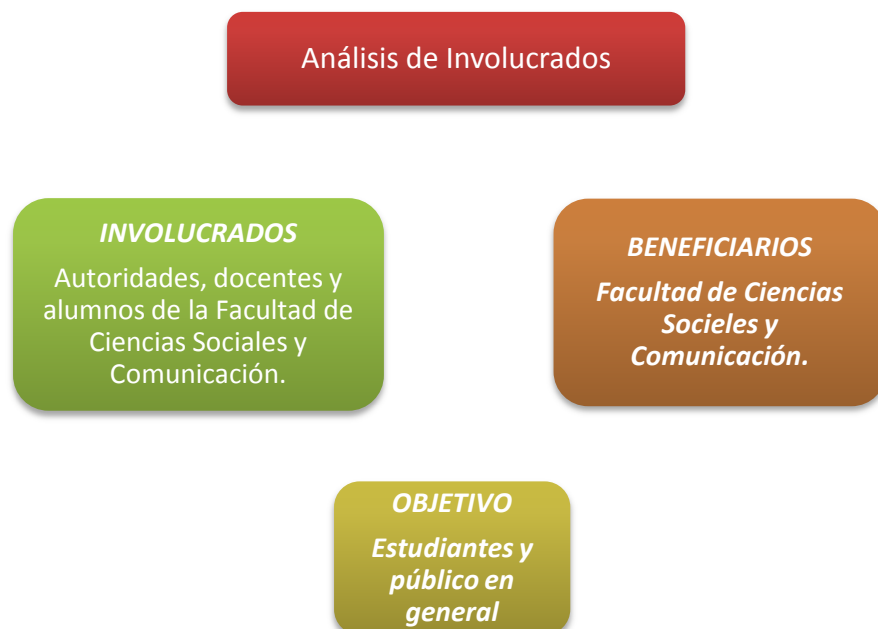 Análisis de Involucrados
INVOLUCRADOS
Autoridades, docentes y
alumnos de la Facultad de
Ciencias Sociales y
Comunicación.
BENEFICIARIOS
Facultad de Ciencias
Socieles y
Comunicación.
OBJETIVO
Estudiantes y
público en
general